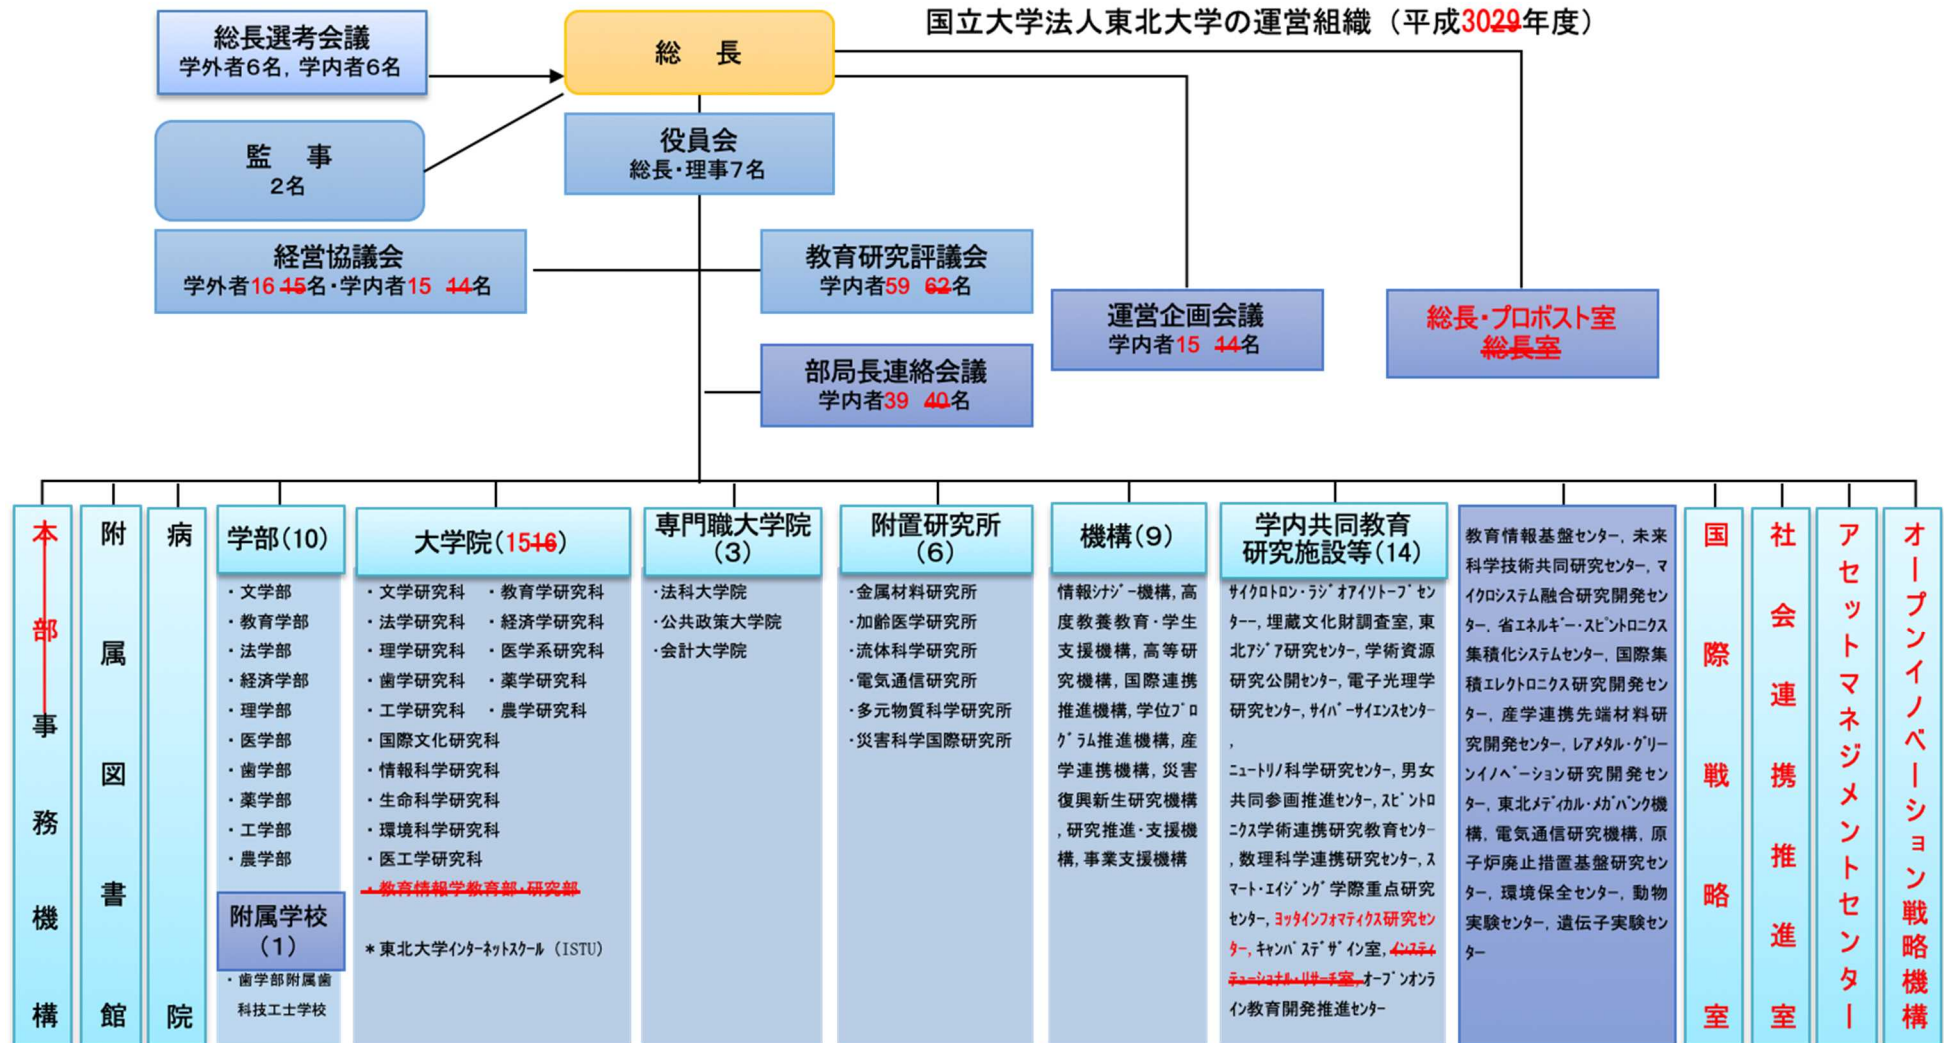 国立大学法人東北大学の運営組織（平成3029年度）
総長選考会議
学外者6名，学内者6名
総　長
監　事
2名
役員会
総長・理事7名
経営協議会
学外者16 15名・学内者15 14名
教育研究評議会
学内者59 62名
運営企画会議
学内者15 14名
総長・プロボスト室
総長室
部局長連絡会議
学内者39 40名
本部事務機構
附属図書館
病院
学部(10)
・文学部
・教育学部
・法学部
・経済学部
・理学部
・医学部
・歯学部
・薬学部
・工学部
・農学部
附属学校
(1)
・歯学部附属歯
科技工士学校
大学院(1516)
・文学研究科　・教育学研究科
・法学研究科　・経済学研究科
・理学研究科　・医学系研究科
・歯学研究科　・薬学研究科
・工学研究科　・農学研究科
・国際文化研究科
・情報科学研究科
・生命科学研究科
・環境科学研究科
・医工学研究科
・教育情報学教育部・研究部
＊東北大学ｲﾝﾀｰﾈｯﾄｽｸｰﾙ（ISTU）
専門職大学院
(3)
・法科大学院
・公共政策大学院
・会計大学院
附置研究所
(6)
・金属材料研究所
・加齢医学研究所
・流体科学研究所
・電気通信研究所
・多元物質科学研究所
・災害科学国際研究所
機構(9)
情報ｼﾅｼﾞｰ機構，高
度教養教育・学生
支援機構，高等研
究機構，国際連携
推進機構，学位ﾌﾟﾛ
ｸﾞﾗﾑ推進機構，産
学連携機構，災害
復興新生研究機構
，研究推進・支援機
構，事業支援機構
学内共同教育
研究施設等(14)
ｻｲｸﾛﾄﾛﾝ・ﾗｼﾞｵｱｲｿﾄｰﾌﾟｾﾝ
ﾀｰｰ，埋蔵文化財調査室，東
北ｱｼﾞｱ研究ｾﾝﾀｰ，学術資源
研究公開ｾﾝﾀｰ，電子光理学
研究ｾﾝﾀｰ，ｻｲﾊﾞｰｻｲｴﾝｽｾﾝﾀｰ
，
ﾆｭｰﾄﾘﾉ科学研究ｾﾝﾀｰ，男女
共同参画推進ｾﾝﾀｰ，ｽﾋﾟﾝﾄﾛ
ﾆｸｽ学術連携研究教育ｾﾝﾀｰ
，数理科学連携研究ｾﾝﾀｰ，ｽ
ﾏｰﾄ・ｴｲｼﾞﾝｸﾞ学際重点研究
ｾﾝﾀｰ，ﾖｯﾀｲﾝﾌｫﾏﾃｨｸｽ研究ｾﾝ
ﾀｰ，ｷｬﾝﾊﾟｽﾃﾞｻﾞｲﾝ室，ｲﾝｽﾃｨ
ﾃｭｰｼｮﾅﾙ・ﾘｻｰﾁ室，ｵｰﾌﾟﾝｵﾝﾗ
ｲﾝ教育開発推進ｾﾝﾀｰ
教育情報基盤ｾﾝﾀｰ，未来
科学技術共同研究ｾﾝﾀｰ，ﾏ
ｲｸﾛｼｽﾃﾑ融合研究開発ｾﾝ
ﾀｰ，省ｴﾈﾙｷﾞｰ・ｽﾋﾟﾝﾄﾛﾆｸｽ
集積化ｼｽﾃﾑｾﾝﾀｰ，国際集
積ｴﾚｸﾄﾛﾆｸｽ研究開発ｾﾝ
ﾀｰ，産学連携先端材料研
究開発ｾﾝﾀｰ，ﾚｱﾒﾀﾙ・ｸﾞﾘｰ
ﾝｲﾉﾍﾞｰｼｮﾝ研究開発ｾﾝ
ﾀｰ，東北ﾒﾃﾞｨｶﾙ・ﾒｶﾞﾊﾞﾝｸ機
構，電気通信研究機構，原
子炉廃止措置基盤研究ｾﾝ
ﾀｰ，環境保全ｾﾝﾀｰ，動物
実験ｾﾝﾀｰ，遺伝子実験ｾﾝ
ﾀｰ
国際戦略室
社会連携推進室
アセットマネジメントセンター
オープンイノベーション戦略機構